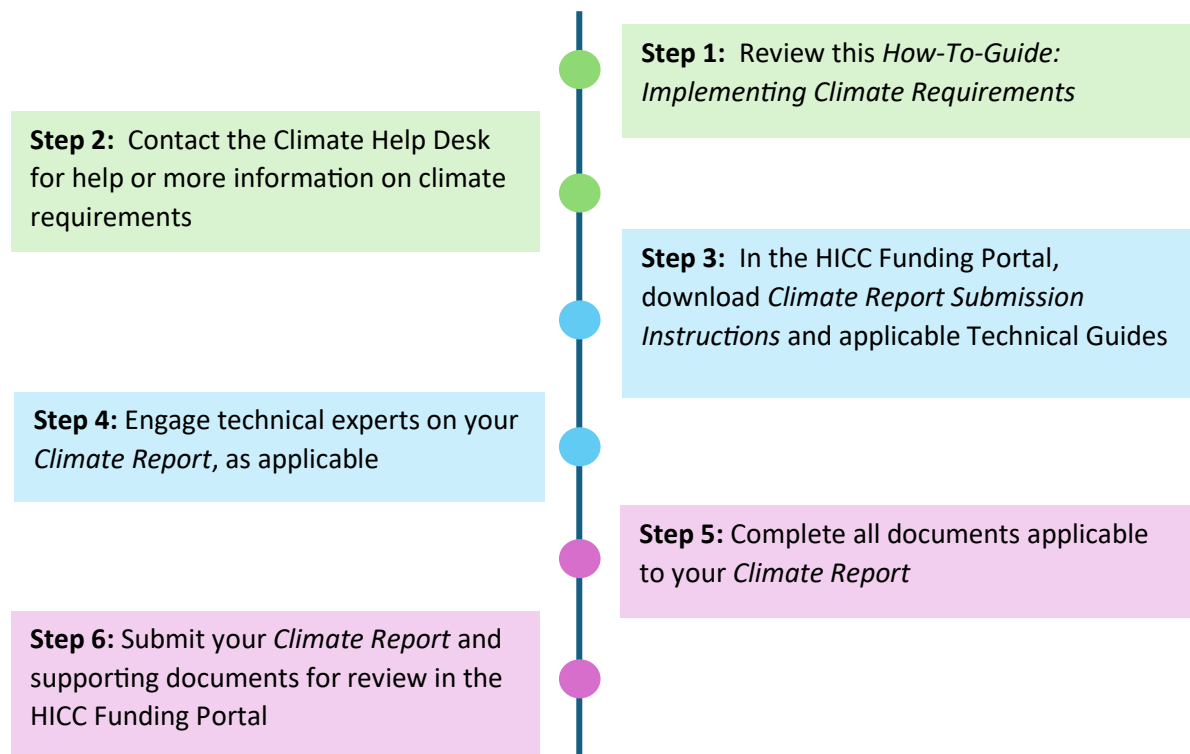 Step 1: Review this How-To-Guide:
Implementing Climate Requirements
Step 2: Contact the Climate Help Desk
for help or more information on climate
requirements
Step 3: In the HICC Funding Portal,
download Climate Report Submission
Instructions and applicable Technical Guides
Step 4: Engage technical experts on your
Climate Report, as applicable
Step 5: Complete all documents applicable
to your Climate Report
Step 6: Submit your Climate Report and
supporting documents for review in the
HICC Funding Portal